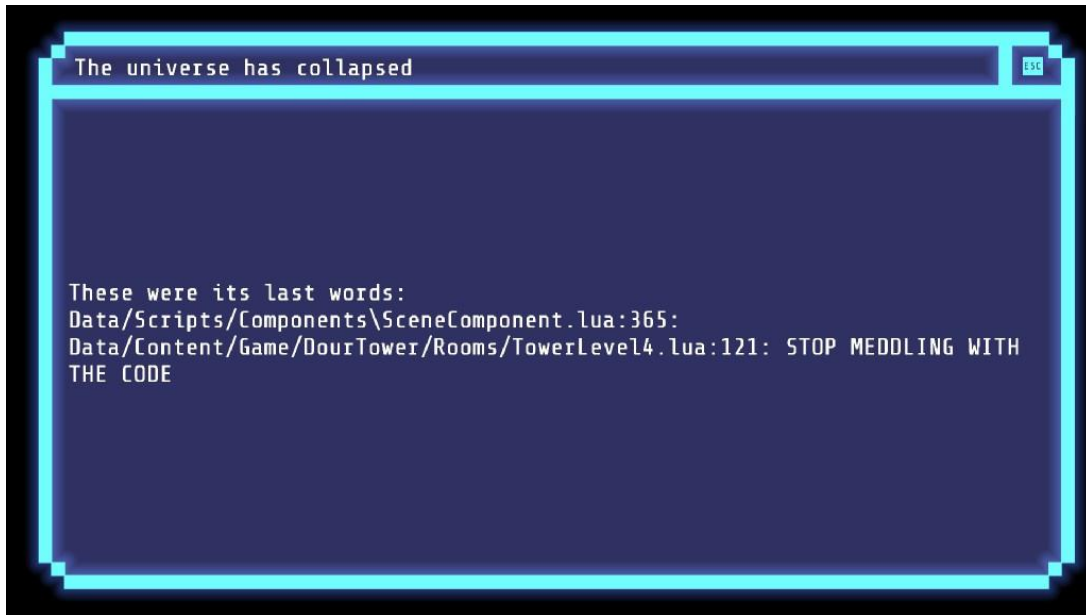 The universe has collapsed
ESC
These were its last words:
Data/Scripts/Components\SceneComponent.lua:365:
Data/Content/Game/DourTower/Rooms/TowerLevel4.lua:121: STOP MEDDLING WITH
THE CODE